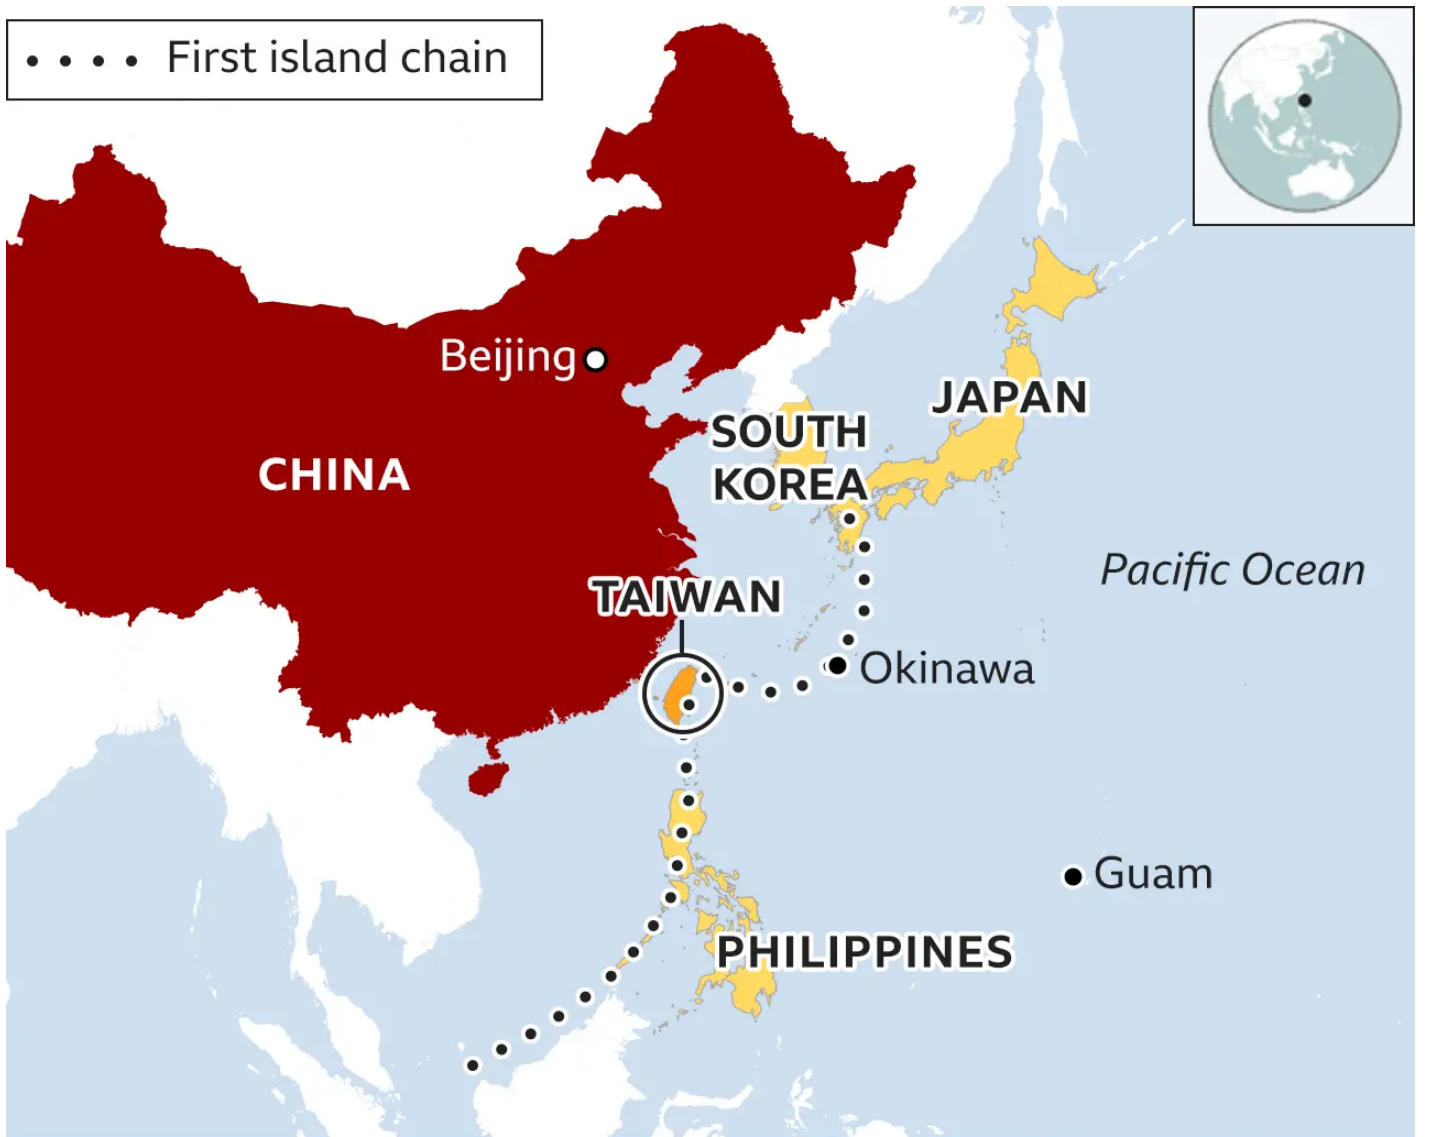 First island chain
Beijing
JAPAN
SOUTH
KOREA
CHINA
Pacific Ocean
TAIWAN
Okinawa
Guam
PHILIPPINES